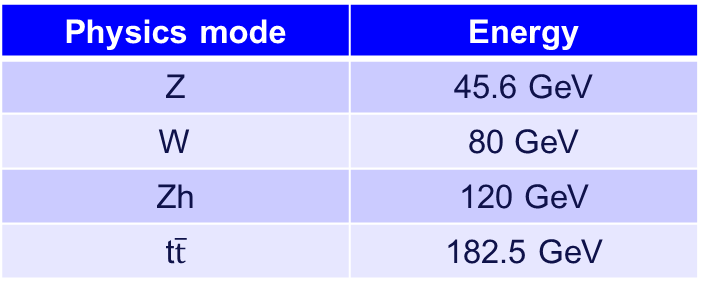 Physics mode Energy
Z 45.6 GeV
W 80 GeV
Zh 120 GeV
tt̅ 182.5 GeV